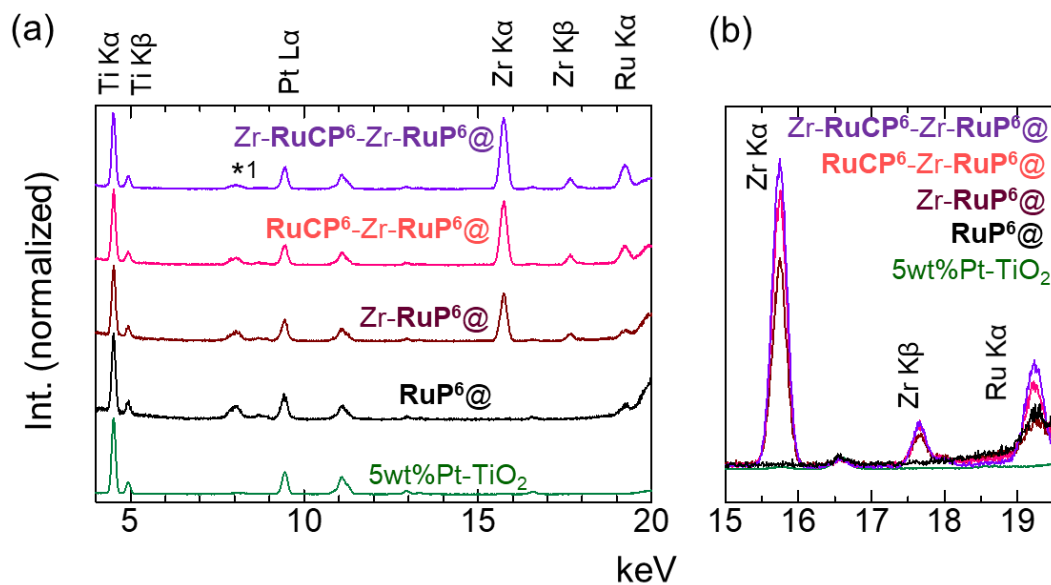 (a)
Ti Kα
Ti Kβ
Pt Lα
Zr Kα
Zr Kβ
Ru Kα
Zr-RuCP⁶-Zr-RuP⁶@
*1
RuCP⁶-Zr-RuP⁶@
Zr-RuP⁶@
RuP⁶@
5wt%Pt-TiO₂
Int. (normalized)
5
10
15
20
keV
(b)
Zr Kα
Zr-RuCP⁶-Zr-RuP⁶@
RuCP⁶-Zr-RuP⁶@
Zr-RuP⁶@
RuP⁶@
5wt%Pt-TiO₂
Zr Kβ
Ru Kα
15
16
17
18
19